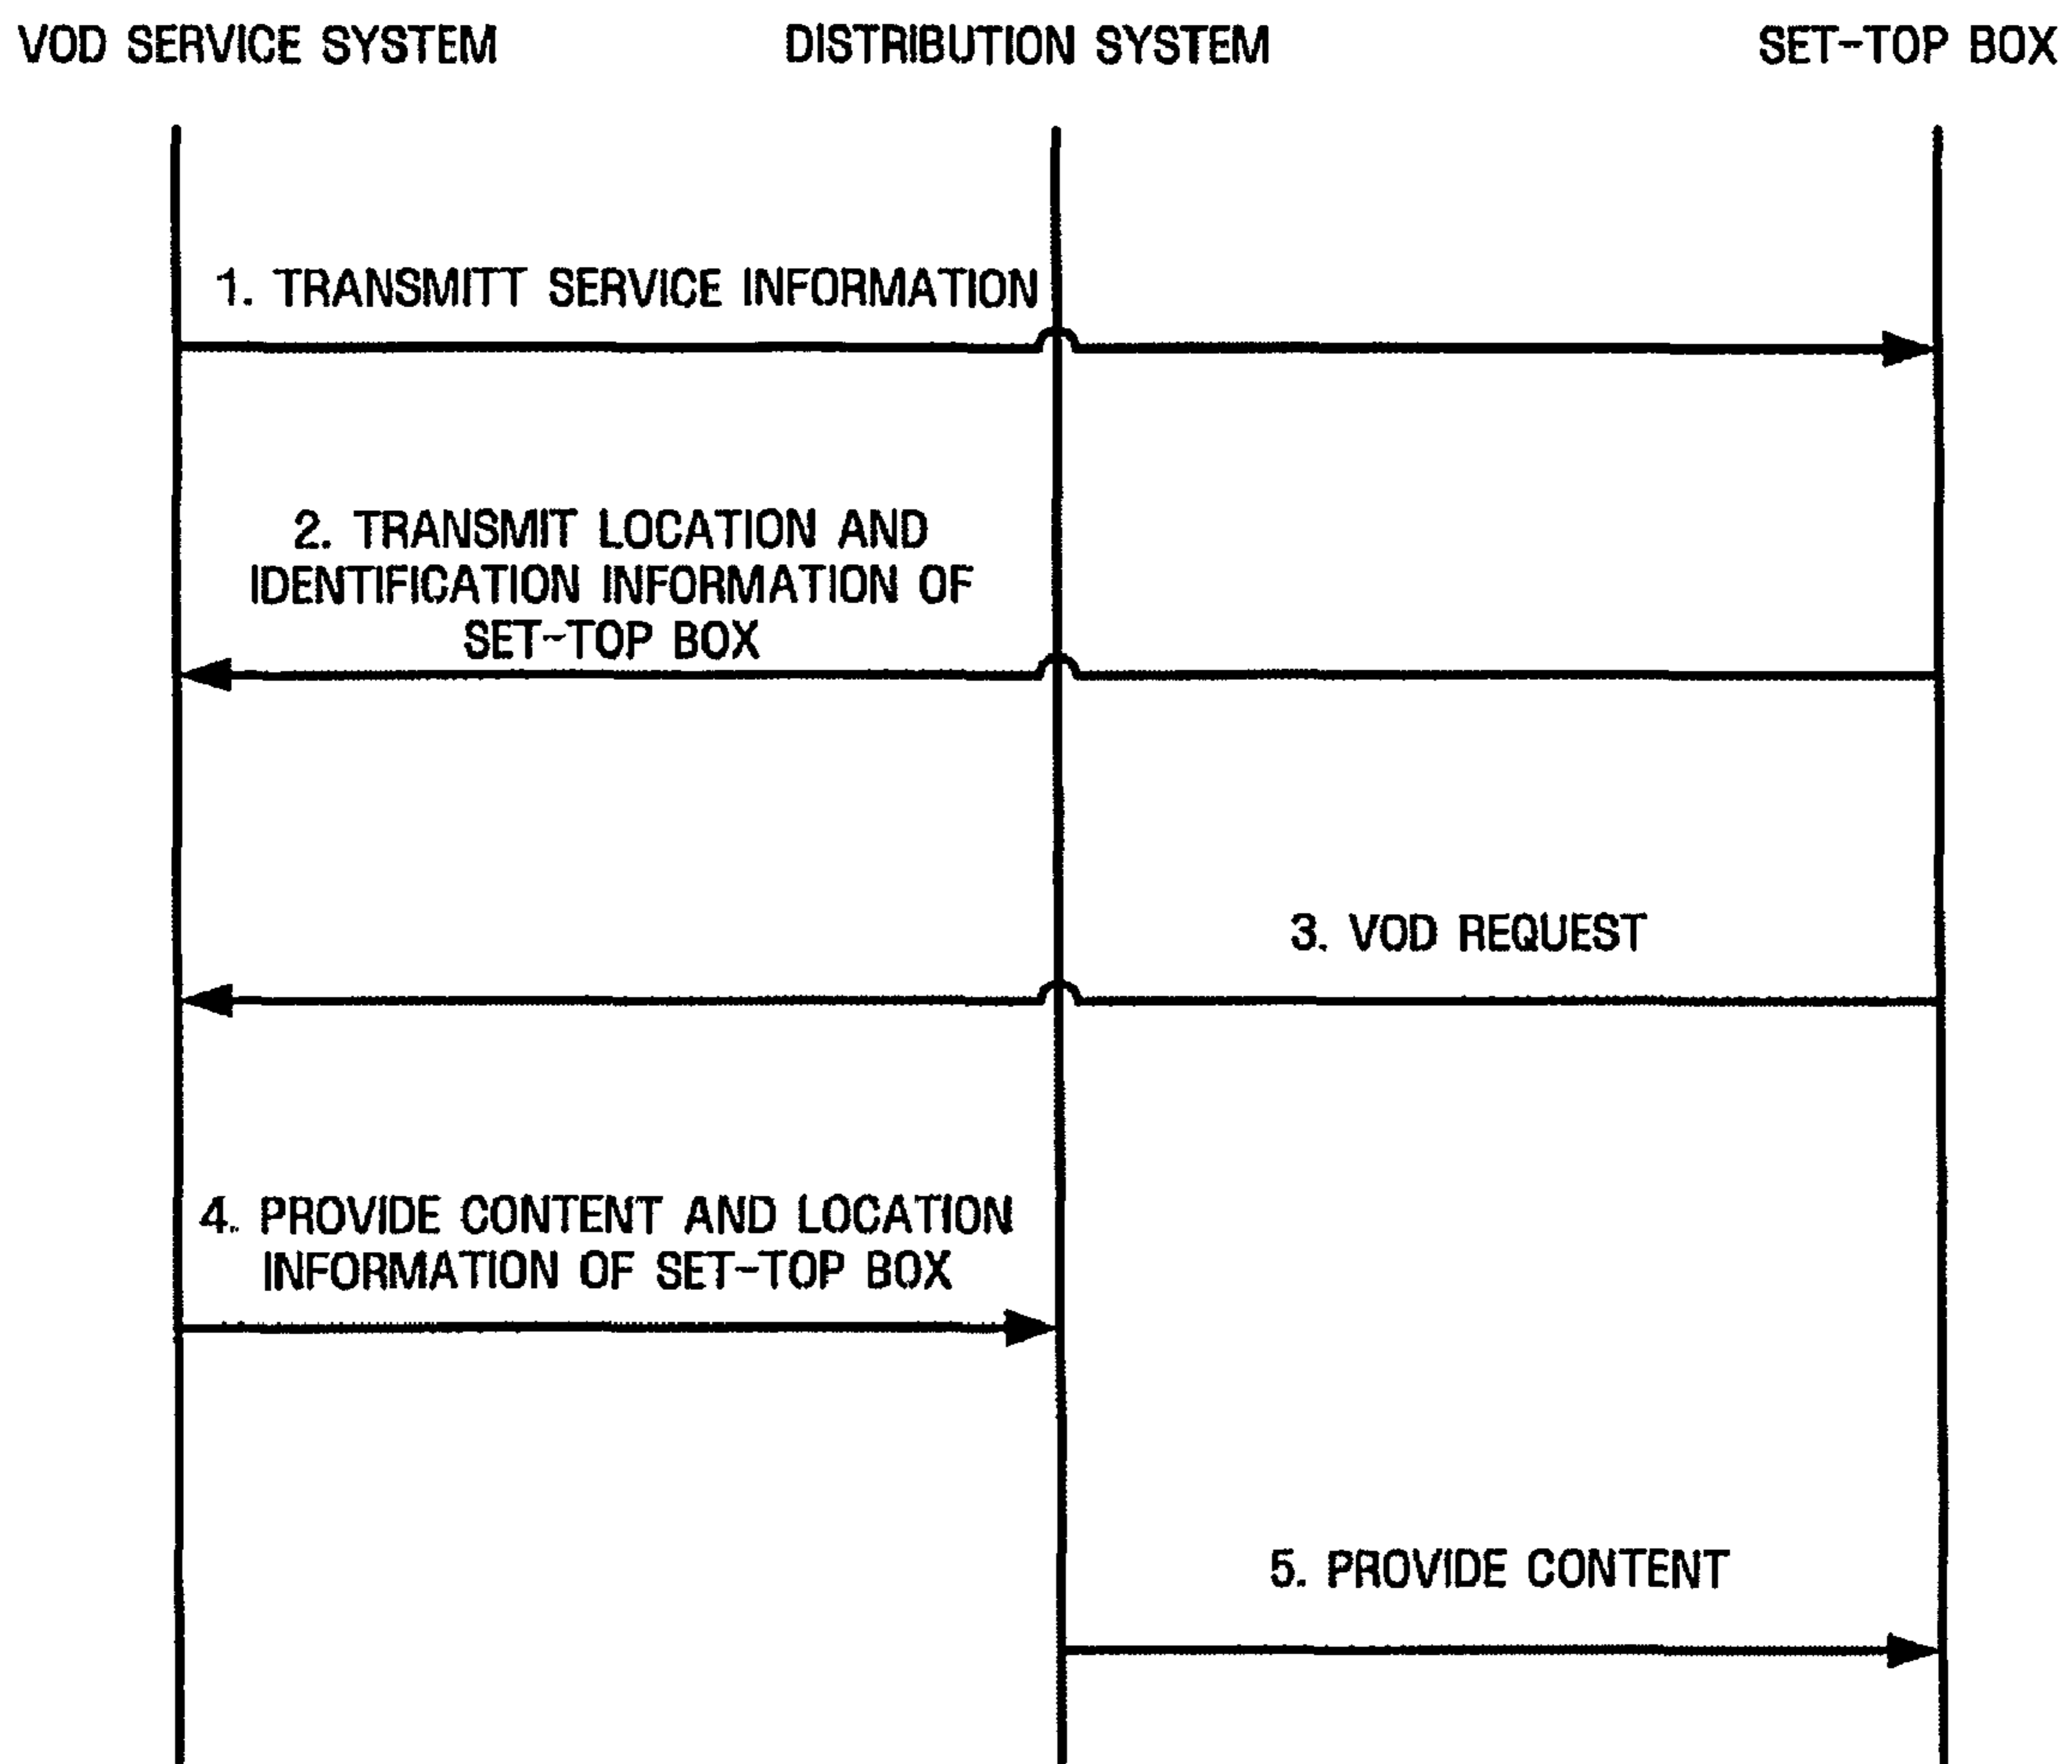 VOD SERVICE SYSTEM
DISTRIBUTION SYSTEM
SET-TOP BOX
1. TRANSMITT SERVICE INFORMATION
2. TRANSMIT LOCATION AND
IDENTIFICATION INFORMATION OF
SET-TOP BOX
3. VOD REQUEST
4. PROVIDE CONTENT AND LOCATION
INFORMATION OF SET-TOP BOX
5. PROVIDE CONTENT